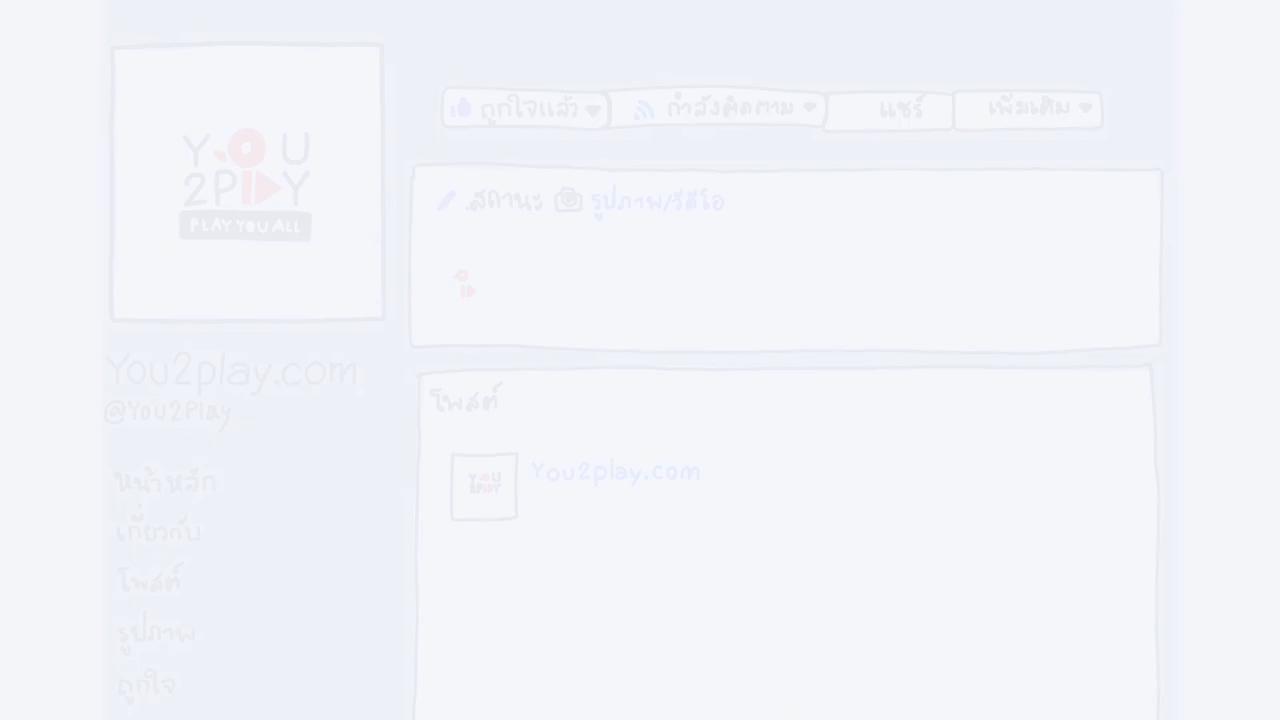 YOU
2PLAY
PLAY YOU ALL
You2play.com
@You2Play
หน้าหลัก
เกี่ยวกับ
โพสต์
รูปภาพ
ถูกใจ
ถูกใจแล้ว กำลังติดตาม แชร์ เพิ่มเติม
สถานะ รูปภาพ/วีดีโอ
โพสต์
YOU
2PLAY
You2play.com